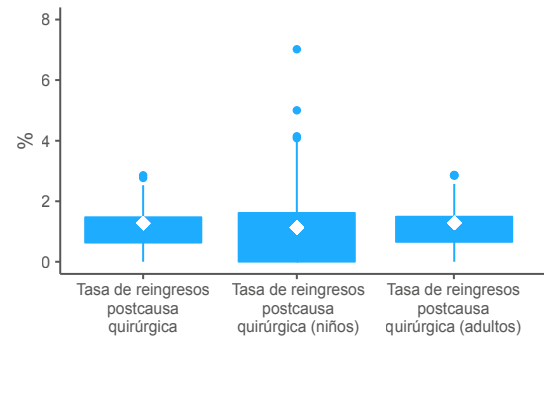 8
6
4
2
0
%
Tasa de reingresos
postcausa
quirúrgica
Tasa de reingresos
postcausa
quirúrgica (niños)
Tasa de reingresos
postcausa
quirúrgica (adultos)